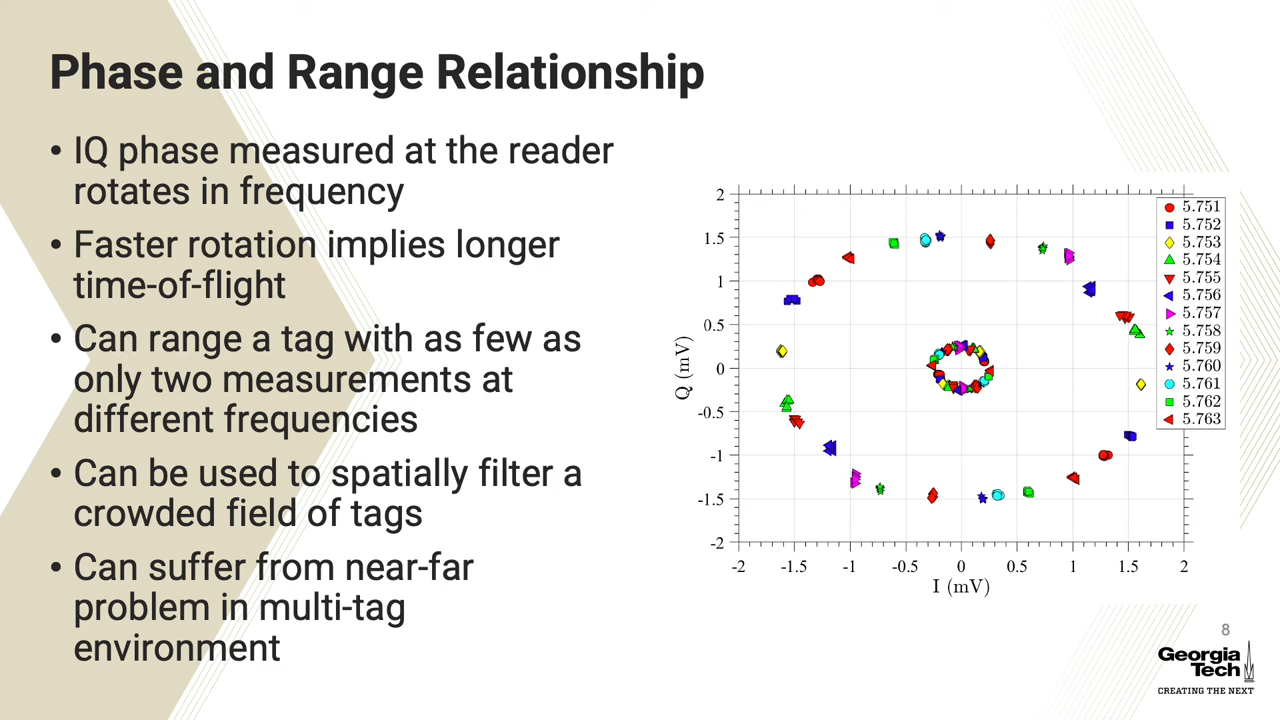 Phase and Range Relationship
• IQ phase measured at the reader
rotates in frequency
• Faster rotation implies longer
time-of-flight
• Can range a tag with as few as
only two measurements at
different frequencies
• Can be used to spatially filter a
crowded field of tags
• Can suffer from near-far
problem in multi-tag
environment
2
1.5
1
0.5
0
-0.5
-1
-1.5
-2
Q (mV)
-2 -1.5 -1 -0.5 0 0.5 1 1.5 2
I (mV)
5.751
5.752
5.753
5.754
5.755
5.756
5.757
5.758
5.759
5.760
5.761
5.762
5.763
8
Georgia
Tech
CREATING THE NEXT